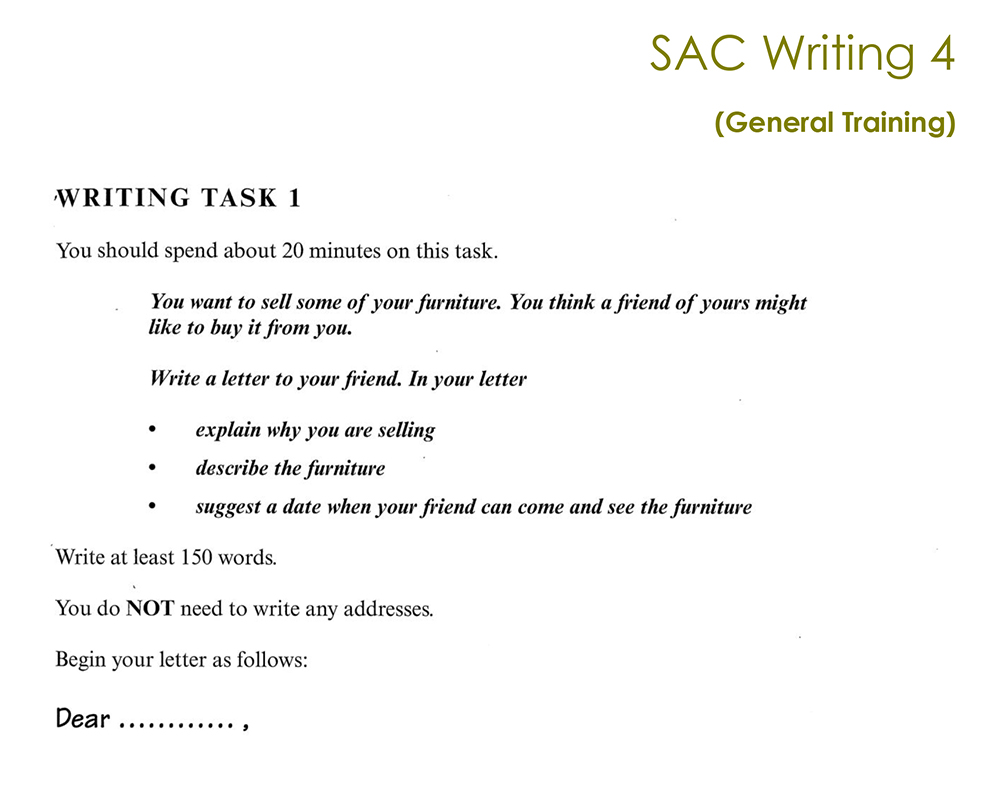 SAC Writing 4
(General Training)
WRITING TASK 1
You should spend about 20 minutes on this task.
You want to sell some of your furniture. You think a friend of yours might
like to buy it from you.
Write a letter to your friend. In your letter
• explain why you are selling
• describe the furniture
• suggest a date when your friend can come and see the furniture
Write at least 150 words.
You do NOT need to write any addresses.
Begin your letter as follows:
Dear ............ ,